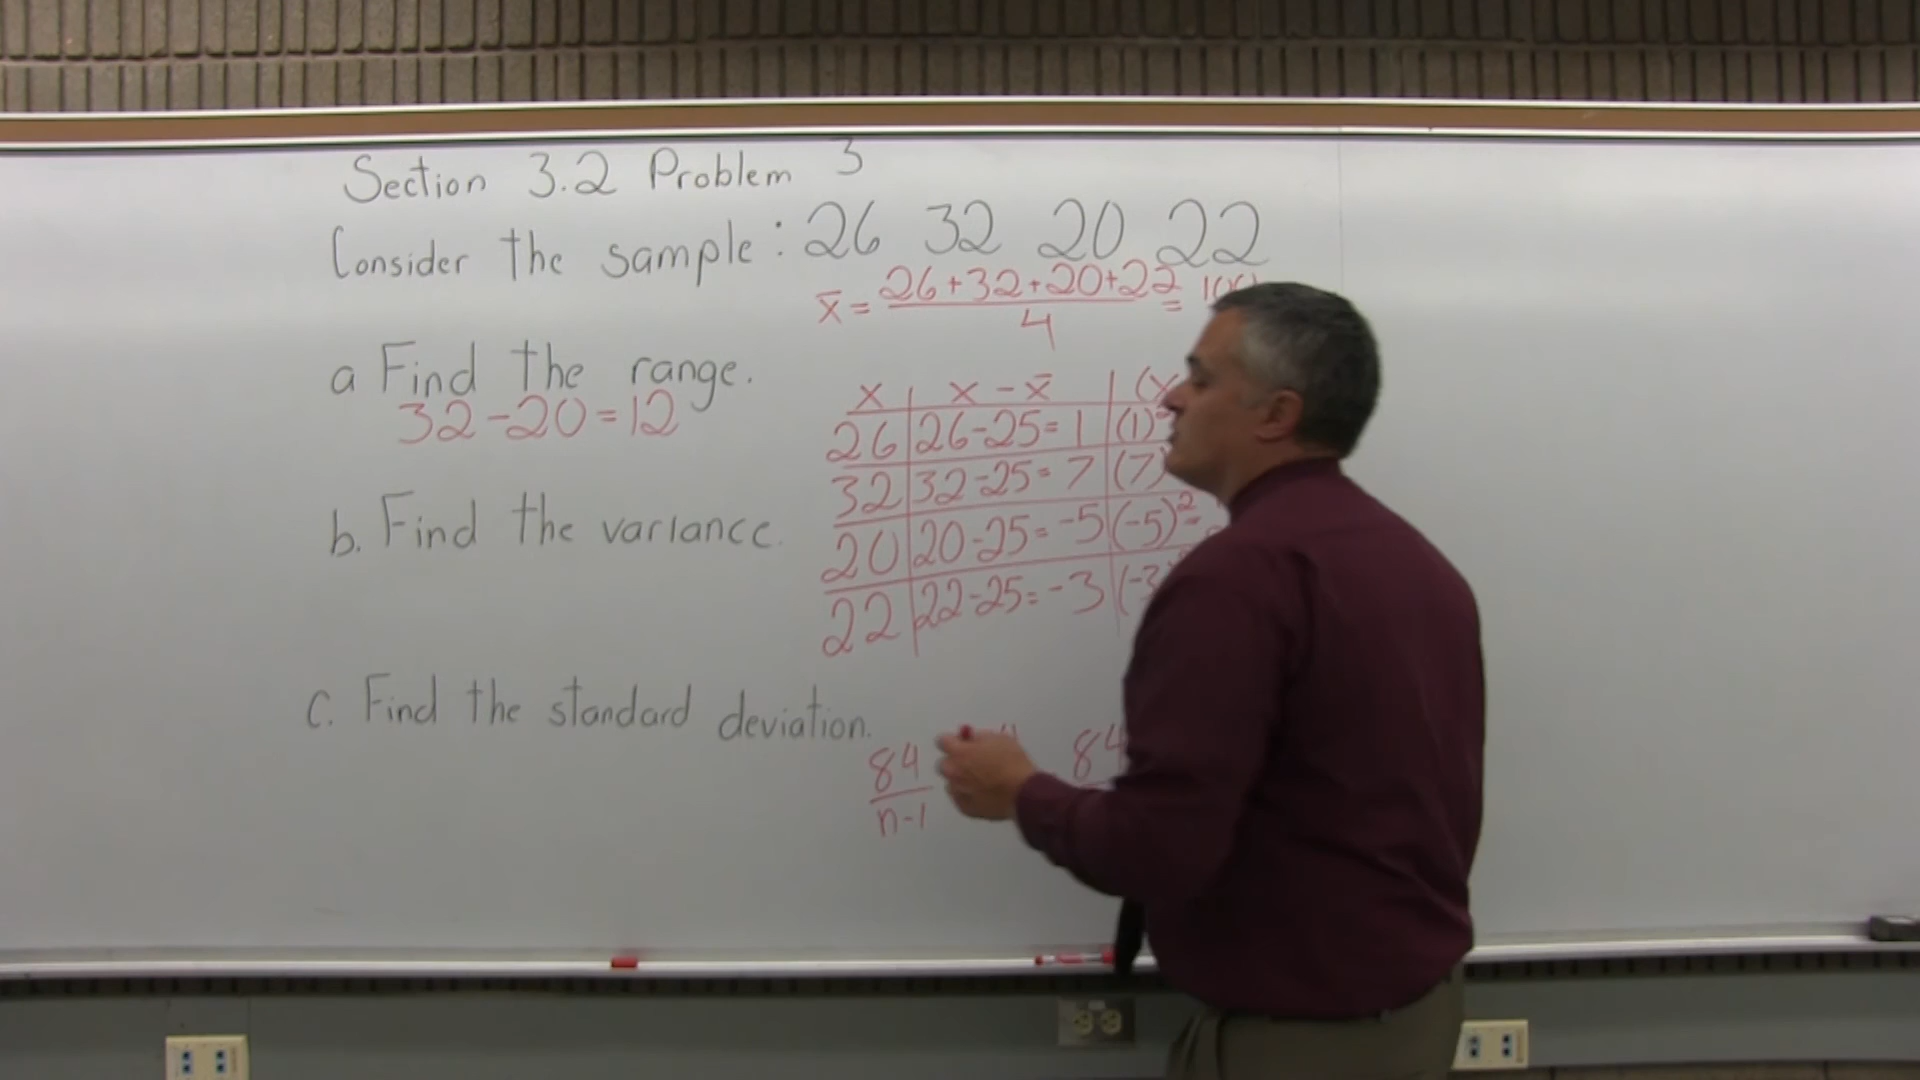 Section 3.2 Problem 3
Consider the sample: 26 32 20 22
x̄ = 26+32+20+22 / 4 =
a Find the range.
32-20=12
x | x - x̄ | (x
26 | 26-25=1 | (1)²
32 | 32-25=7 | (7)
20 | 20-25=-5 | (-5)²=
22 | 22-25=-3 | (-3
b. Find the variance.
c. Find the standard deviation.
84 / n-1 84